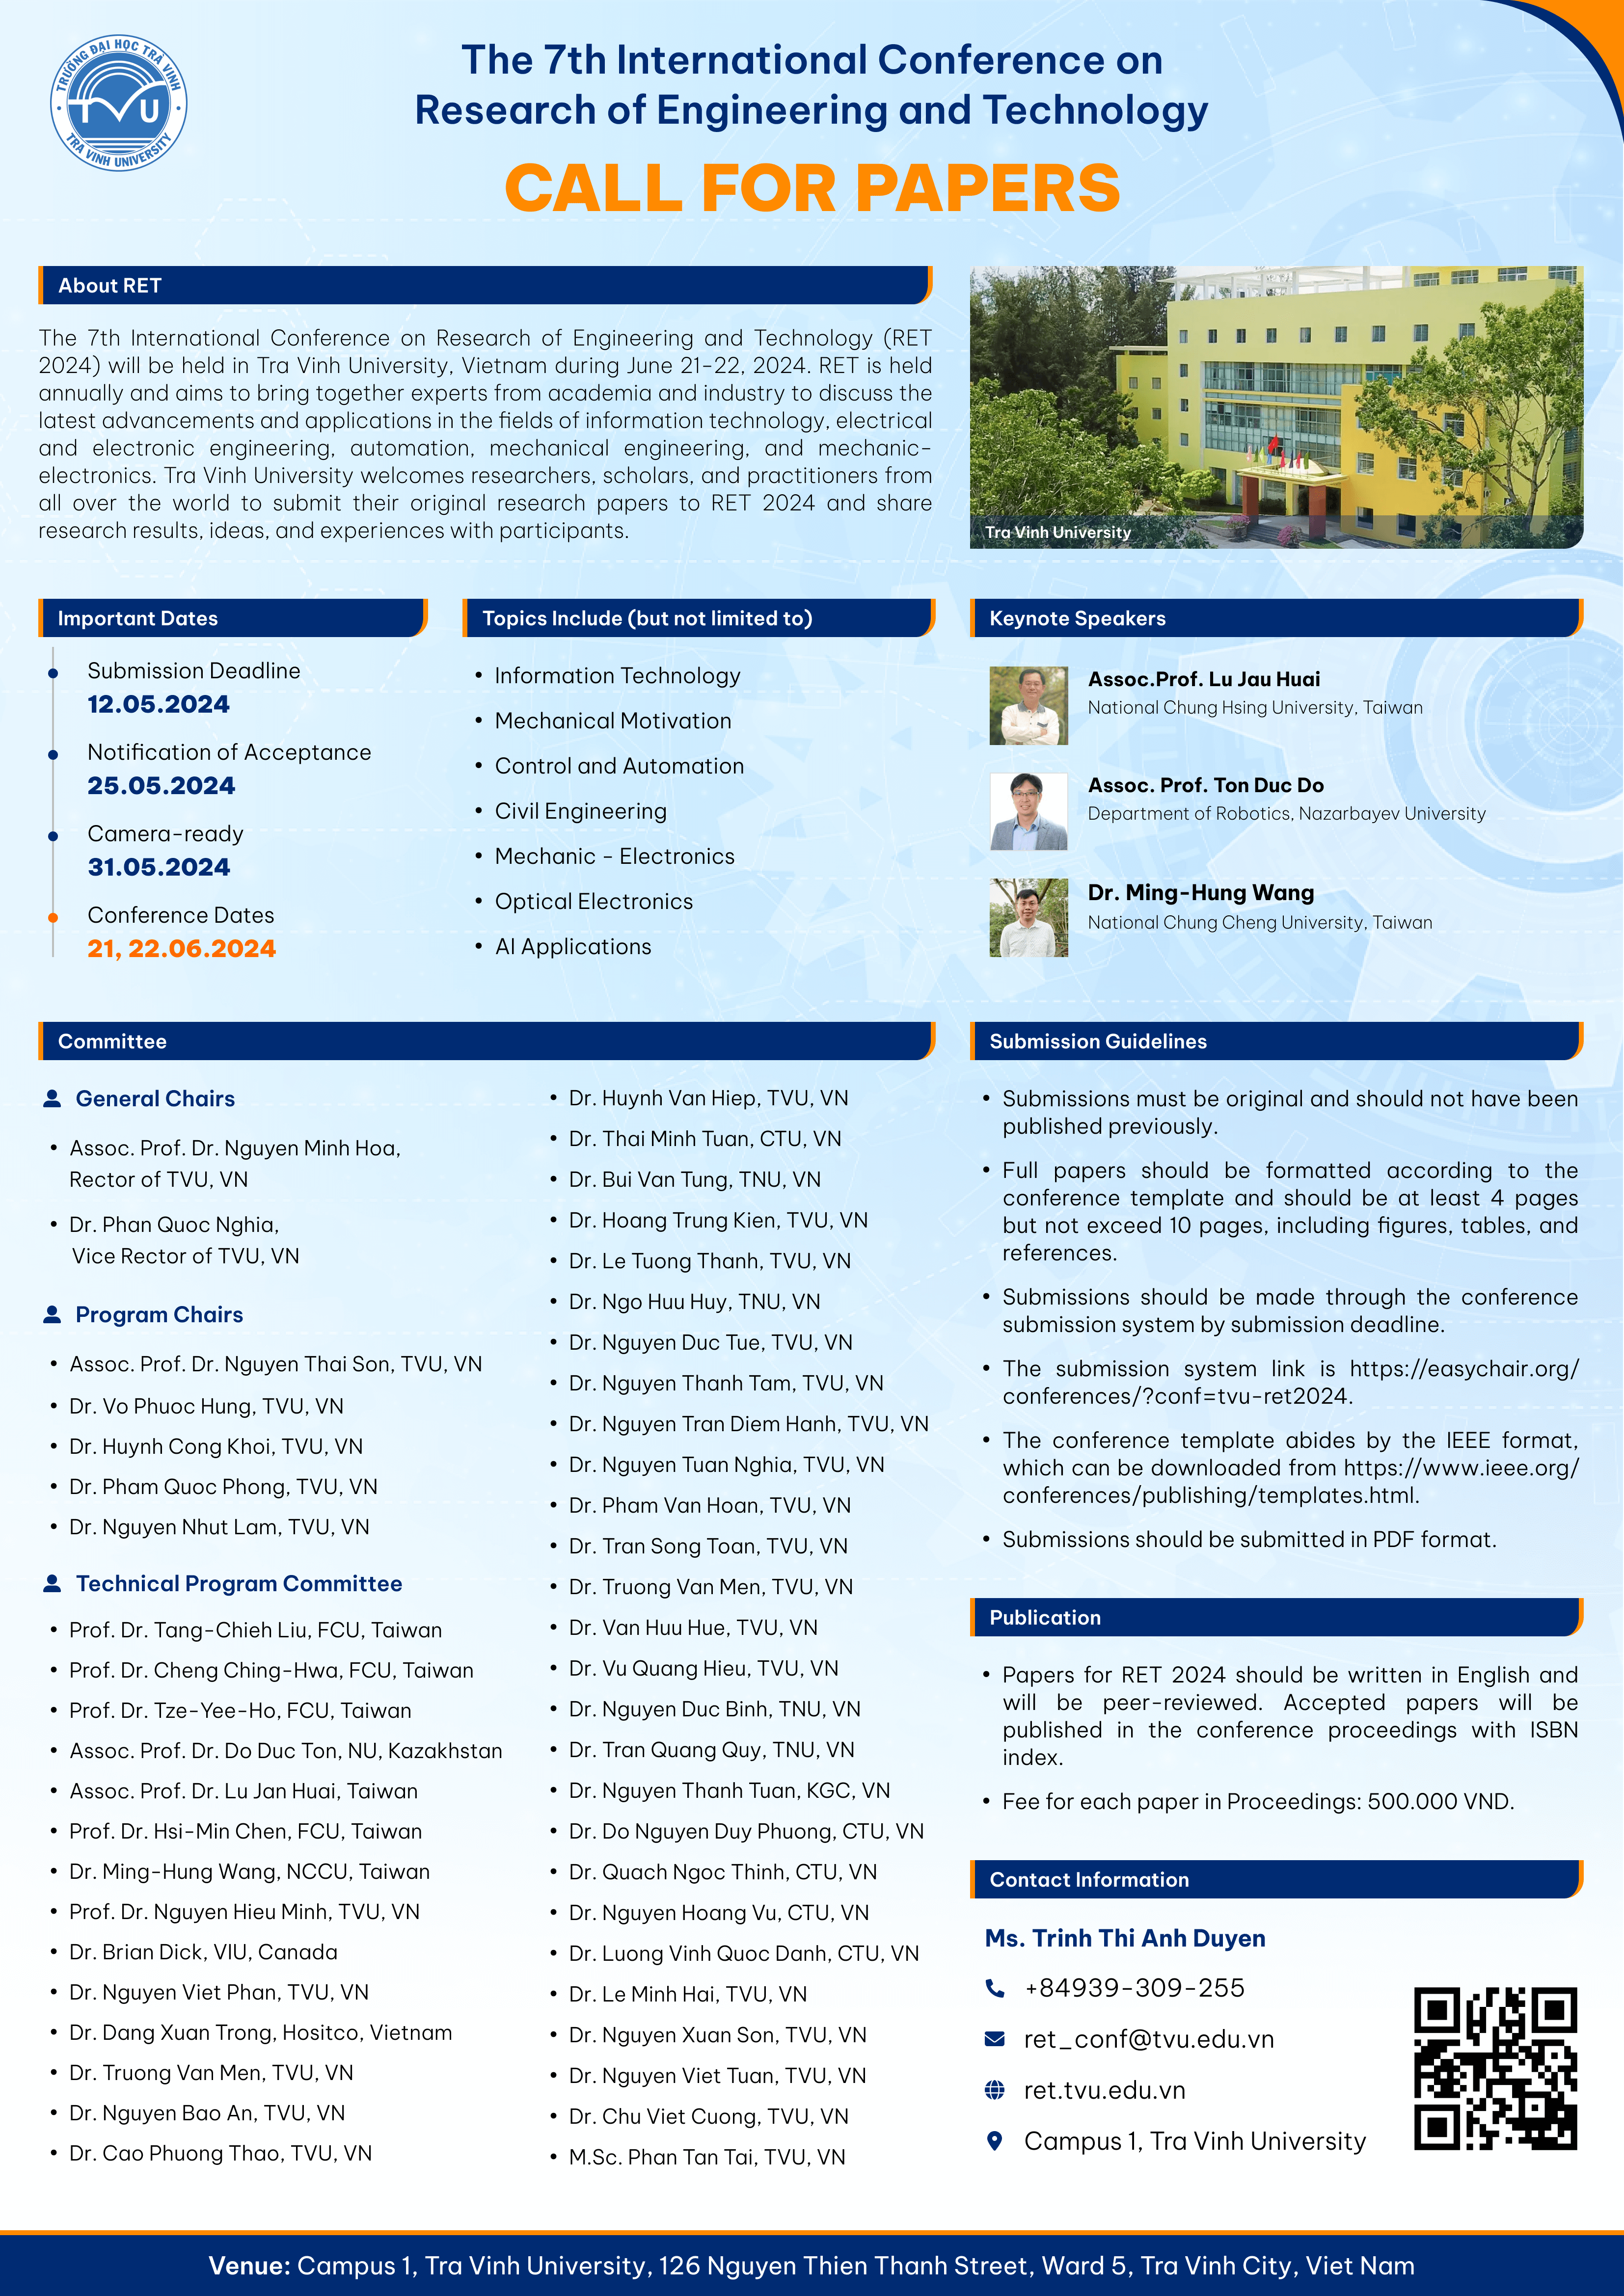 TRƯỜNG ĐẠI HỌC TRÀ VINH
TVU
TRA VINH UNIVERSITY
The 7th International Conference on
Research of Engineering and Technology
CALL FOR PAPERS
About RET
The 7th International Conference on Research of Engineering and Technology (RET
2024) will be held in Tra Vinh University, Vietnam during June 21-22, 2024. RET is held
annually and aims to bring together experts from academia and industry to discuss the
latest advancements and applications in the fields of information technology, electrical
and electronic engineering, automation, mechanical engineering, and mechanic-
electronics. Tra Vinh University welcomes researchers, scholars, and practitioners from
all over the world to submit their original research papers to RET 2024 and share
research results, ideas, and experiences with participants.
Tra Vinh University
Important Dates
Submission Deadline
12.05.2024
Notification of Acceptance
25.05.2024
Camera-ready
31.05.2024
Conference Dates
21, 22.06.2024
Topics Include (but not limited to)
• Information Technology
• Mechanical Motivation
• Control and Automation
• Civil Engineering
• Mechanic - Electronics
• Optical Electronics
• AI Applications
Keynote Speakers
Assoc.Prof. Lu Jau Huai
National Chung Hsing University, Taiwan
Assoc. Prof. Ton Duc Do
Department of Robotics, Nazarbayev University
Dr. Ming-Hung Wang
National Chung Cheng University, Taiwan
Committee
General Chairs
• Assoc. Prof. Dr. Nguyen Minh Hoa,
Rector of TVU, VN
• Dr. Phan Quoc Nghia,
Vice Rector of TVU, VN
Program Chairs
• Assoc. Prof. Dr. Nguyen Thai Son, TVU, VN
• Dr. Vo Phuoc Hung, TVU, VN
• Dr. Huynh Cong Khoi, TVU, VN
• Dr. Pham Quoc Phong, TVU, VN
• Dr. Nguyen Nhut Lam, TVU, VN
Technical Program Committee
• Prof. Dr. Tang-Chieh Liu, FCU, Taiwan
• Prof. Dr. Cheng Ching-Hwa, FCU, Taiwan
• Prof. Dr. Tze-Yee-Ho, FCU, Taiwan
• Assoc. Prof. Dr. Do Duc Ton, NU, Kazakhstan
• Assoc. Prof. Dr. Lu Jan Huai, Taiwan
• Prof. Dr. Hsi-Min Chen, FCU, Taiwan
• Dr. Ming-Hung Wang, NCCU, Taiwan
• Prof. Dr. Nguyen Hieu Minh, TVU, VN
• Dr. Brian Dick, VIU, Canada
• Dr. Nguyen Viet Phan, TVU, VN
• Dr. Dang Xuan Trong, Hositco, Vietnam
• Dr. Truong Van Men, TVU, VN
• Dr. Nguyen Bao An, TVU, VN
• Dr. Cao Phuong Thao, TVU, VN
• Dr. Huynh Van Hiep, TVU, VN
• Dr. Thai Minh Tuan, CTU, VN
• Dr. Bui Van Tung, TNU, VN
• Dr. Hoang Trung Kien, TVU, VN
• Dr. Le Tuong Thanh, TVU, VN
• Dr. Ngo Huu Huy, TNU, VN
• Dr. Nguyen Duc Tue, TVU, VN
• Dr. Nguyen Thanh Tam, TVU, VN
• Dr. Nguyen Tran Diem Hanh, TVU, VN
• Dr. Nguyen Tuan Nghia, TVU, VN
• Dr. Pham Van Hoan, TVU, VN
• Dr. Tran Song Toan, TVU, VN
• Dr. Truong Van Men, TVU, VN
• Dr. Van Huu Hue, TVU, VN
• Dr. Vu Quang Hieu, TVU, VN
• Dr. Nguyen Duc Binh, TNU, VN
• Dr. Tran Quang Quy, TNU, VN
• Dr. Nguyen Thanh Tuan, KGC, VN
• Dr. Do Nguyen Duy Phuong, CTU, VN
• Dr. Quach Ngoc Thinh, CTU, VN
• Dr. Nguyen Hoang Vu, CTU, VN
• Dr. Luong Vinh Quoc Danh, CTU, VN
• Dr. Le Minh Hai, TVU, VN
• Dr. Nguyen Xuan Son, TVU, VN
• Dr. Nguyen Viet Tuan, TVU, VN
• Dr. Chu Viet Cuong, TVU, VN
• M.Sc. Phan Tan Tai, TVU, VN
Submission Guidelines
• Submissions must be original and should not have been
published previously.
• Full papers should be formatted according to the
conference template and should be at least 4 pages
but not exceed 10 pages, including figures, tables, and
references.
• Submissions should be made through the conference
submission system by submission deadline.
• The submission system link is https://easychair.org/
conferences/?conf=tvu-ret2024.
• The conference template abides by the IEEE format,
which can be downloaded from https://www.ieee.org/
conferences/publishing/templates.html.
• Submissions should be submitted in PDF format.
Publication
• Papers for RET 2024 should be written in English and
will be peer-reviewed. Accepted papers will be
published in the conference proceedings with ISBN
index.
• Fee for each paper in Proceedings: 500.000 VND.
Contact Information
Ms. Trinh Thi Anh Duyen
+84939-309-255
ret_conf@tvu.edu.vn
ret.tvu.edu.vn
Campus 1, Tra Vinh University
Venue: Campus 1, Tra Vinh University, 126 Nguyen Thien Thanh Street, Ward 5, Tra Vinh City, Viet Nam